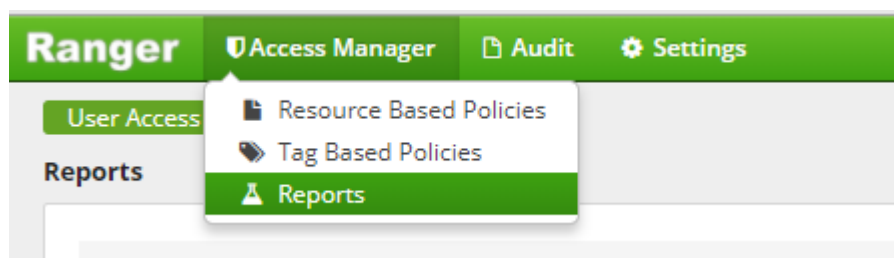 Ranger Access Manager Audit Settings
User Access
Resource Based Policies
Tag Based Policies
Reports
Reports